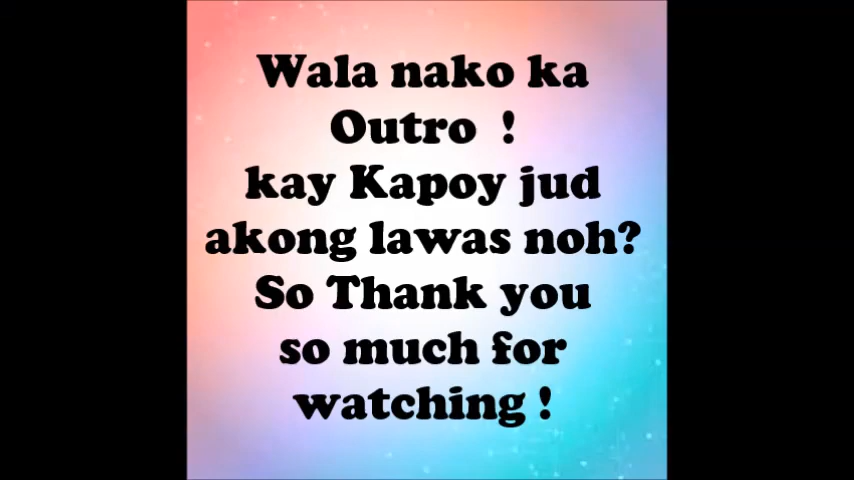 Wala nako ka
Outro !
kay Kapoy jud
akong lawas noh?
So Thank you
so much for
watching !